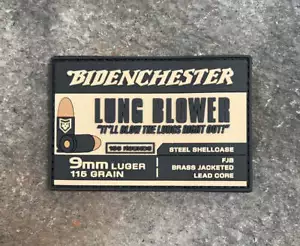 BIDENCHESTER
LUNG BLOWER
"IT'LL BLOW THE LUNGS RIGHT OUT!"
100 ROUNDS
STEEL SHELLCASE
9mm LUGER
115 GRAIN
FJB
BRASS JACKETED
LEAD CORE